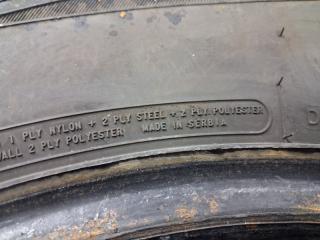 1 PLY NYLON + 2 PLY STEEL + 2 PLY POLYESTER
WALL 2 PLY POLYESTER MADE IN SERBIA
D